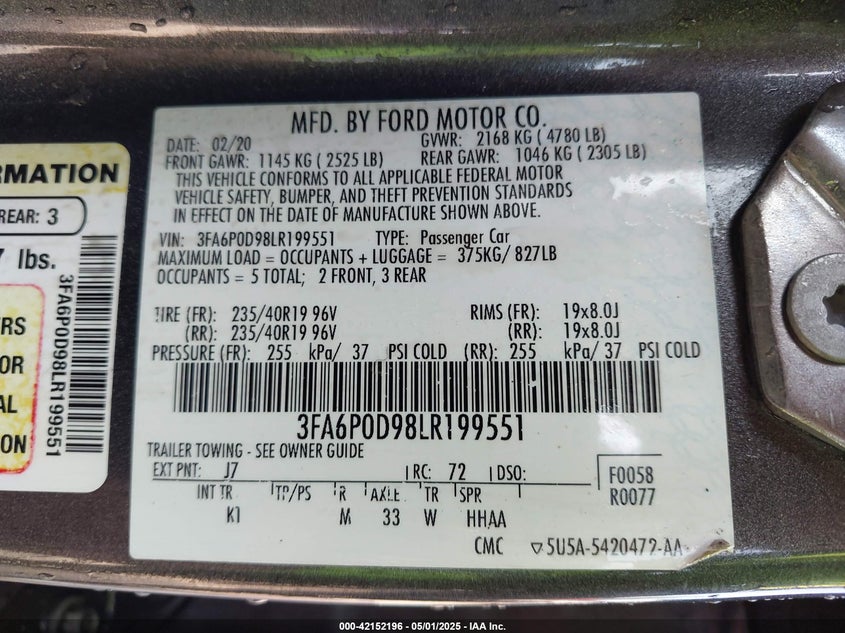 RMATION
REAR: 3
7 lbs.
3FA6P0D98LR199551
ERS
OR
AL
ION
MFD. BY FORD MOTOR CO.
DATE: 02/20 GVWR: 2168 KG ( 4780 LB)
FRONT GAWR: 1145 KG ( 2525 LB) REAR GAWR: 1046 KG ( 2305 LB)
THIS VEHICLE CONFORMS TO ALL APPLICABLE FEDERAL MOTOR
VEHICLE SAFETY, BUMPER, AND THEFT PREVENTION STANDARDS
IN EFFECT ON THE DATE OF MANUFACTURE SHOWN ABOVE.
VIN: 3FA6P0D98LR199551 TYPE: Passenger Car
MAXIMUM LOAD = OCCUPANTS + LUGGAGE = 375KG/ 827LB
OCCUPANTS = 5 TOTAL; 2 FRONT, 3 REAR
TIRE (FR): 235/40R19 96V RIMS (FR): 19x8.0J
(RR): 235/40R19 96V (RR): 19x8.0J
PRESSURE (FR): 255 kPa/ 37 PSI COLD (RR): 255 kPa/ 37 PSI COLD
3FA6P0D98LR199551
TRAILER TOWING - SEE OWNER GUIDE
EXT PNT: J7 RC: 72 DSO: F0058
R0077
INT TR TP/PS R AXLE TR SPR
K1 M 33 W HHAA
CMC ▽5U5A-5420472-AA
000-42152196 - 05/01/2025 - IAA Inc.